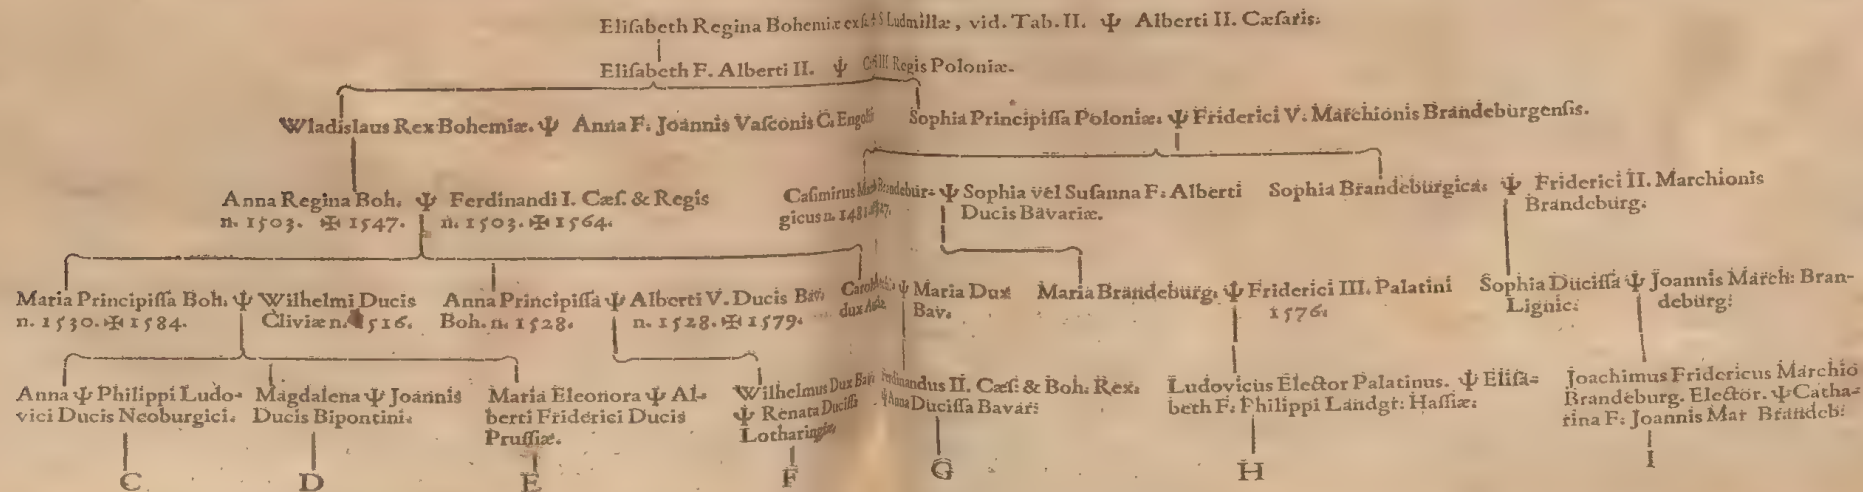 Elisabeth Regina Bohemiæ S Ludmillæ, vid. Tab. II. Ψ Alberti II. Cæsaris.
Elisabeth F. Alberti II. Ψ Regis Poloniæ.
Wladislaus Rex Bohemiæ. Ψ Anna F. Joannis Vasconis C.
Sophia Principissa Poloniæ. Ψ Friderici V. Marchionis Brandeburgensis.
Anna Regina Boh. Ψ Ferdinandi I. Cæs. & Regis
n. 1503. ✠ 1547. n. 1503. ✠ 1564.
Casimirus Brandebur- Ψ Sophia vel Susanna F. Alberti
gicus n. 1481 Ducis Bavariæ.
Sophia Brandeburgica. Ψ Friderici II. Marchionis
Brandeburg.
Maria Principissa Boh. Ψ Wilhelmi Ducis
n. 1530. ✠ 1584. Cliviæ n. 1516.
Anna Principissa Ψ Alberti V. Ducis Bav.
Boh. n. 1528. n. 1528. ✠ 1579.
Ψ Maria Dux
dux Bav.
Maria Brandeburg. Ψ Friderici III. Palatini
1576.
Sophia Ducissa Ψ Joannis March. Bran-
Lignic. deburg.
Anna Ψ Philippi Ludo-
vici Ducis Neoburgici.
Magdalena Ψ Joannis
Ducis Bipontini.
Maria Eleonora Ψ Al-
berti Friderici Ducis
Prussiæ.
Wilhelmus Dux Bav.
Ψ Renata Ducissa
Lotharingiæ.
Ferdinandus II. Cæs. & Boh. Rex.
Ψ Anna Ducissa Bavar.
Ludovicus Elector Palatinus. Ψ Elisa-
beth F. Philippi Landgr. Hassiæ.
Joachimus Fridericus Marchio
Brandeburg. Elector. Ψ Catha-
rina F. Joannis Mar Brandeb.
C D E F G H I